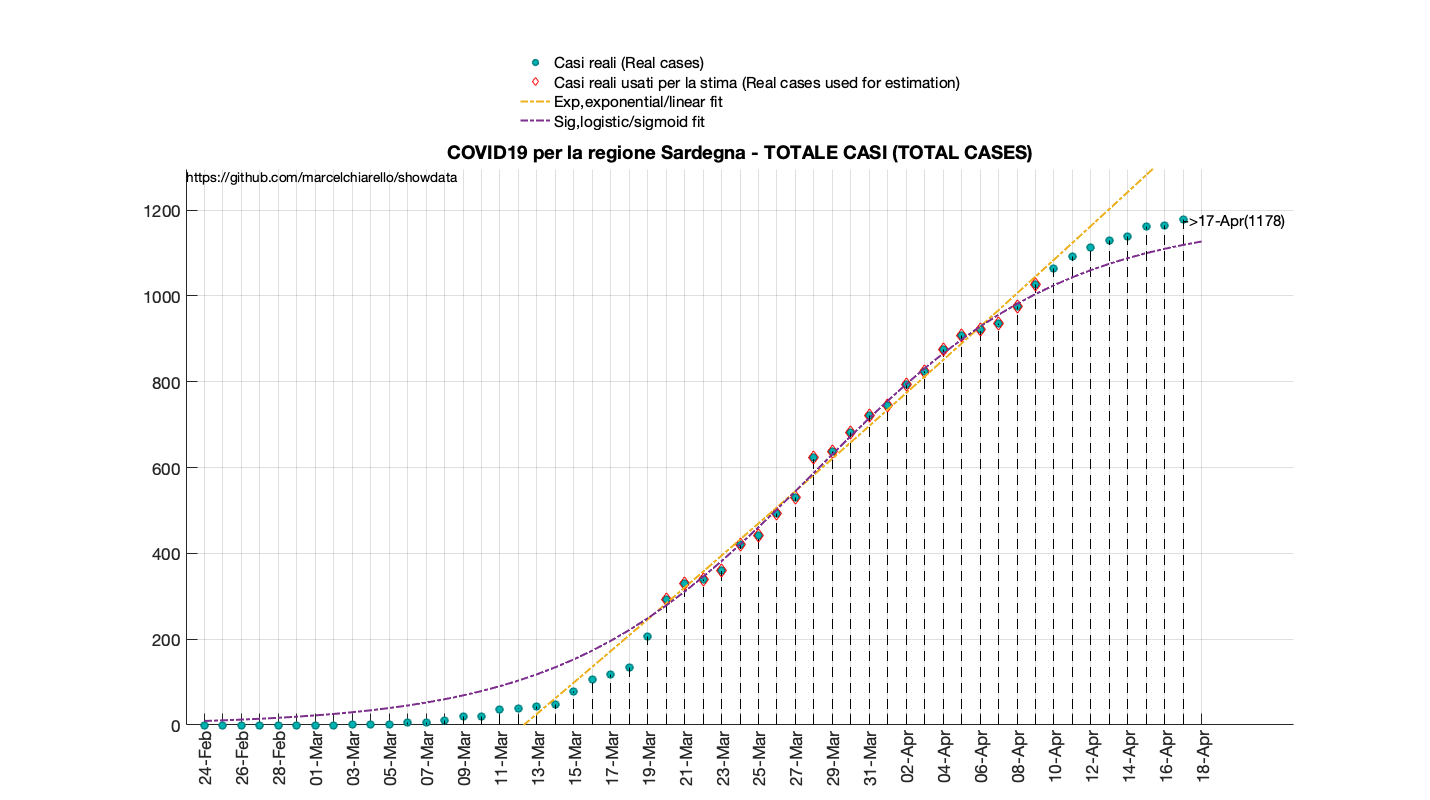 Casi reali (Real cases)
Casi reali usati per la stima (Real cases used for estimation)
Exp,exponential/linear fit
Sig,logistic/sigmoid fit
COVID19 per la regione Sardegna - TOTALE CASI (TOTAL CASES)
https://github.com/marcelchiarello/showdata
1200
->17-Apr(1178)
1000
800
600
400
200
0
24-Feb
26-Feb
28-Feb
01-Mar
03-Mar
05-Mar
07-Mar
09-Mar
11-Mar
13-Mar
15-Mar
17-Mar
19-Mar
21-Mar
23-Mar
25-Mar
27-Mar
29-Mar
31-Mar
02-Apr
04-Apr
06-Apr
08-Apr
10-Apr
12-Apr
14-Apr
16-Apr
18-Apr